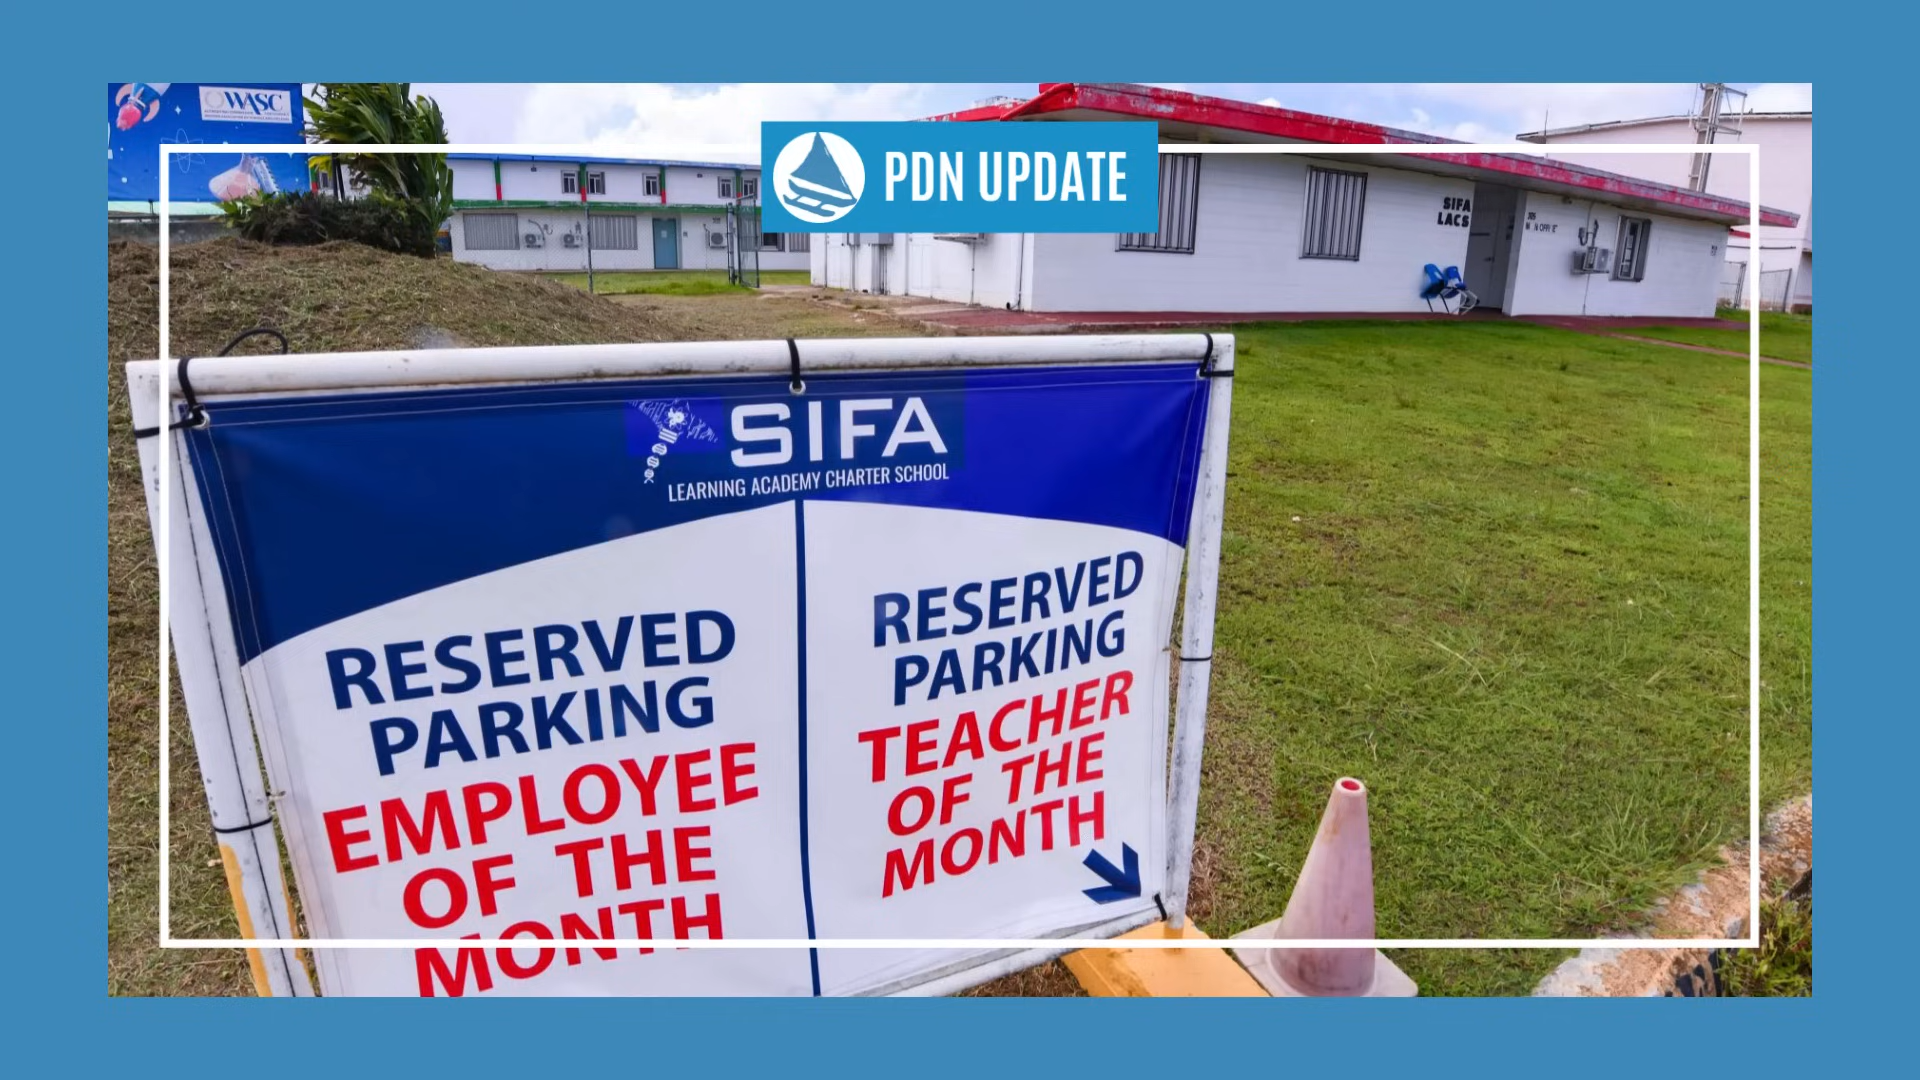 WASC
PDN UPDATE
SIFA
LACS
SIFA
LEARNING ACADEMY CHARTER SCHOOL
RESERVED
PARKING
EMPLOYEE
OF THE
MONTH
RESERVED
PARKING
TEACHER
OF THE
MONTH